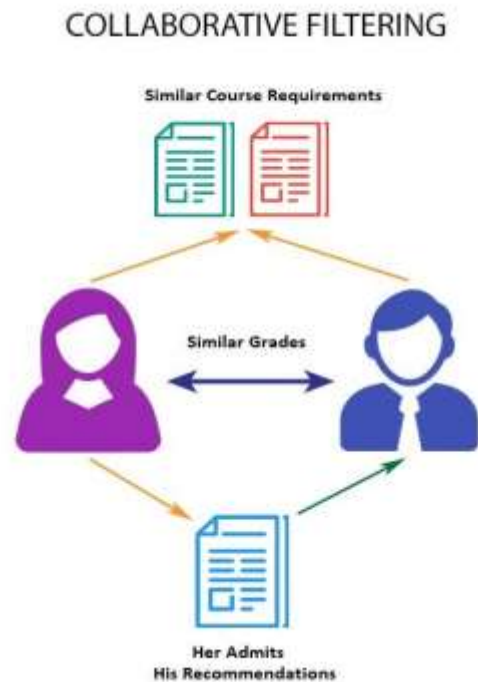 COLLABORATIVE FILTERING
Similar Course Requirements
Similar Grades
Her Admits
His Recommendations